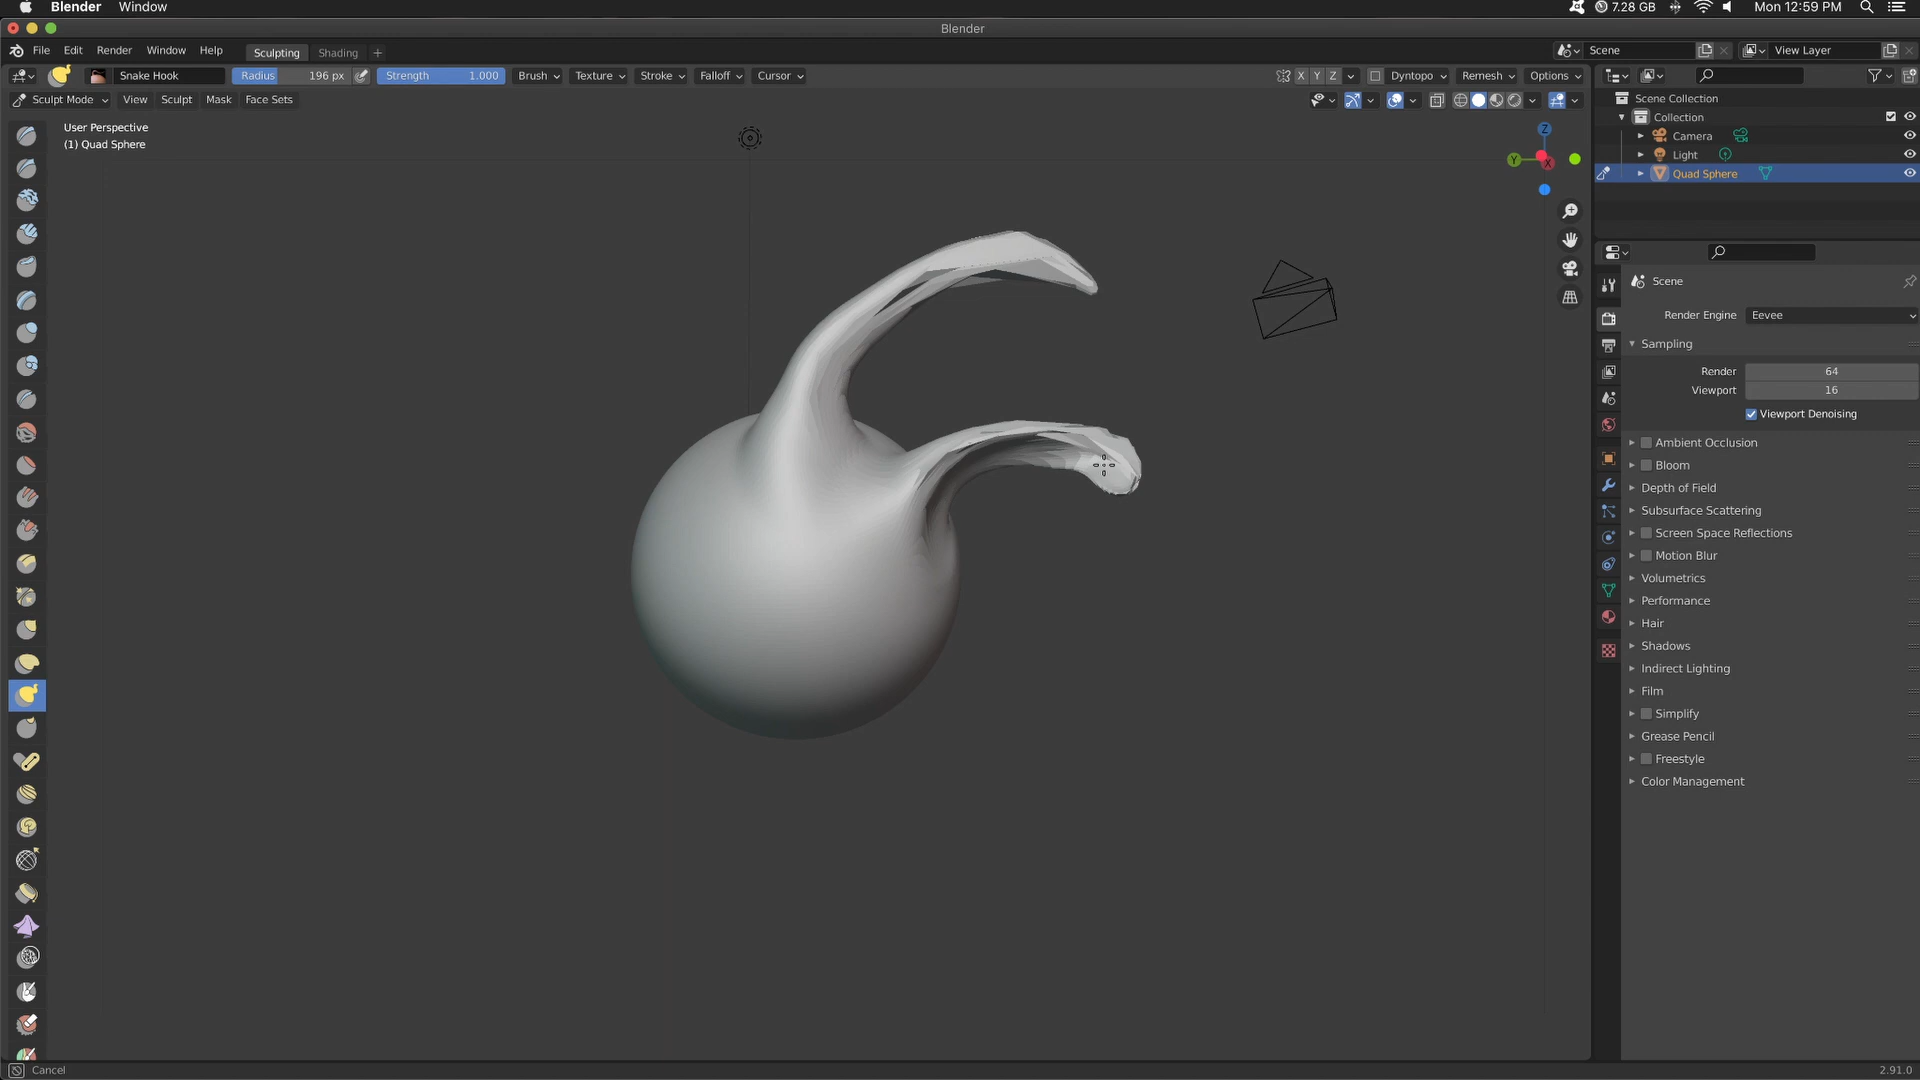 Blender Window 7.28 GB Mon 12:59 PM
Blender
File Edit Render Window Help Sculpting Shading + Scene View Layer
Snake Hook Radius 196 px Strength 1.000 Brush Texture Stroke Falloff Cursor X Y Z Dyntopo Remesh Options
Sculpt Mode View Sculpt Mask Face Sets
User Perspective
(1) Quad Sphere
Z
Y
X
Scene Collection
Collection
Camera
Light
Quad Sphere
Scene
Render Engine Eevee
Sampling
Render 64
Viewport 16
Viewport Denoising
Ambient Occlusion
Bloom
Depth of Field
Subsurface Scattering
Screen Space Reflections
Motion Blur
Volumetrics
Performance
Hair
Shadows
Indirect Lighting
Film
Simplify
Grease Pencil
Freestyle
Color Management
Cancel 2.91.0